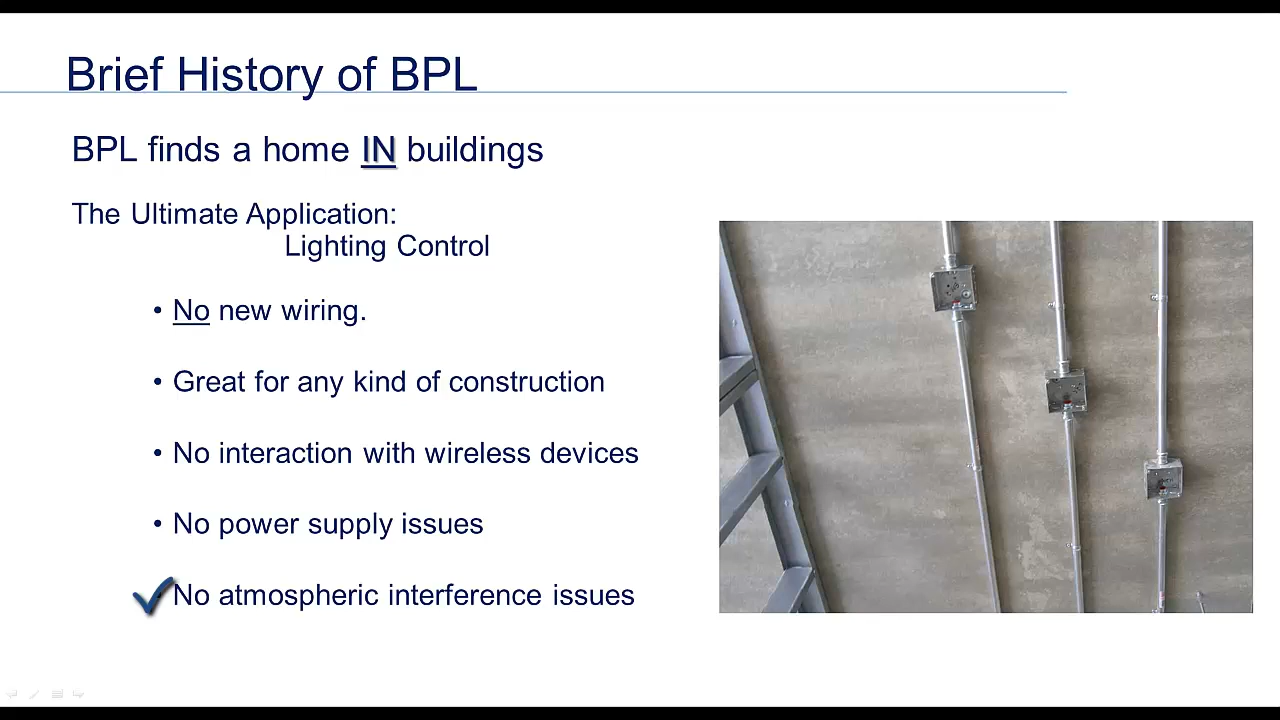 Brief History of BPL
BPL finds a home IN buildings
The Ultimate Application:
Lighting Control
• No new wiring.
• Great for any kind of construction
• No interaction with wireless devices
• No power supply issues
No atmospheric interference issues